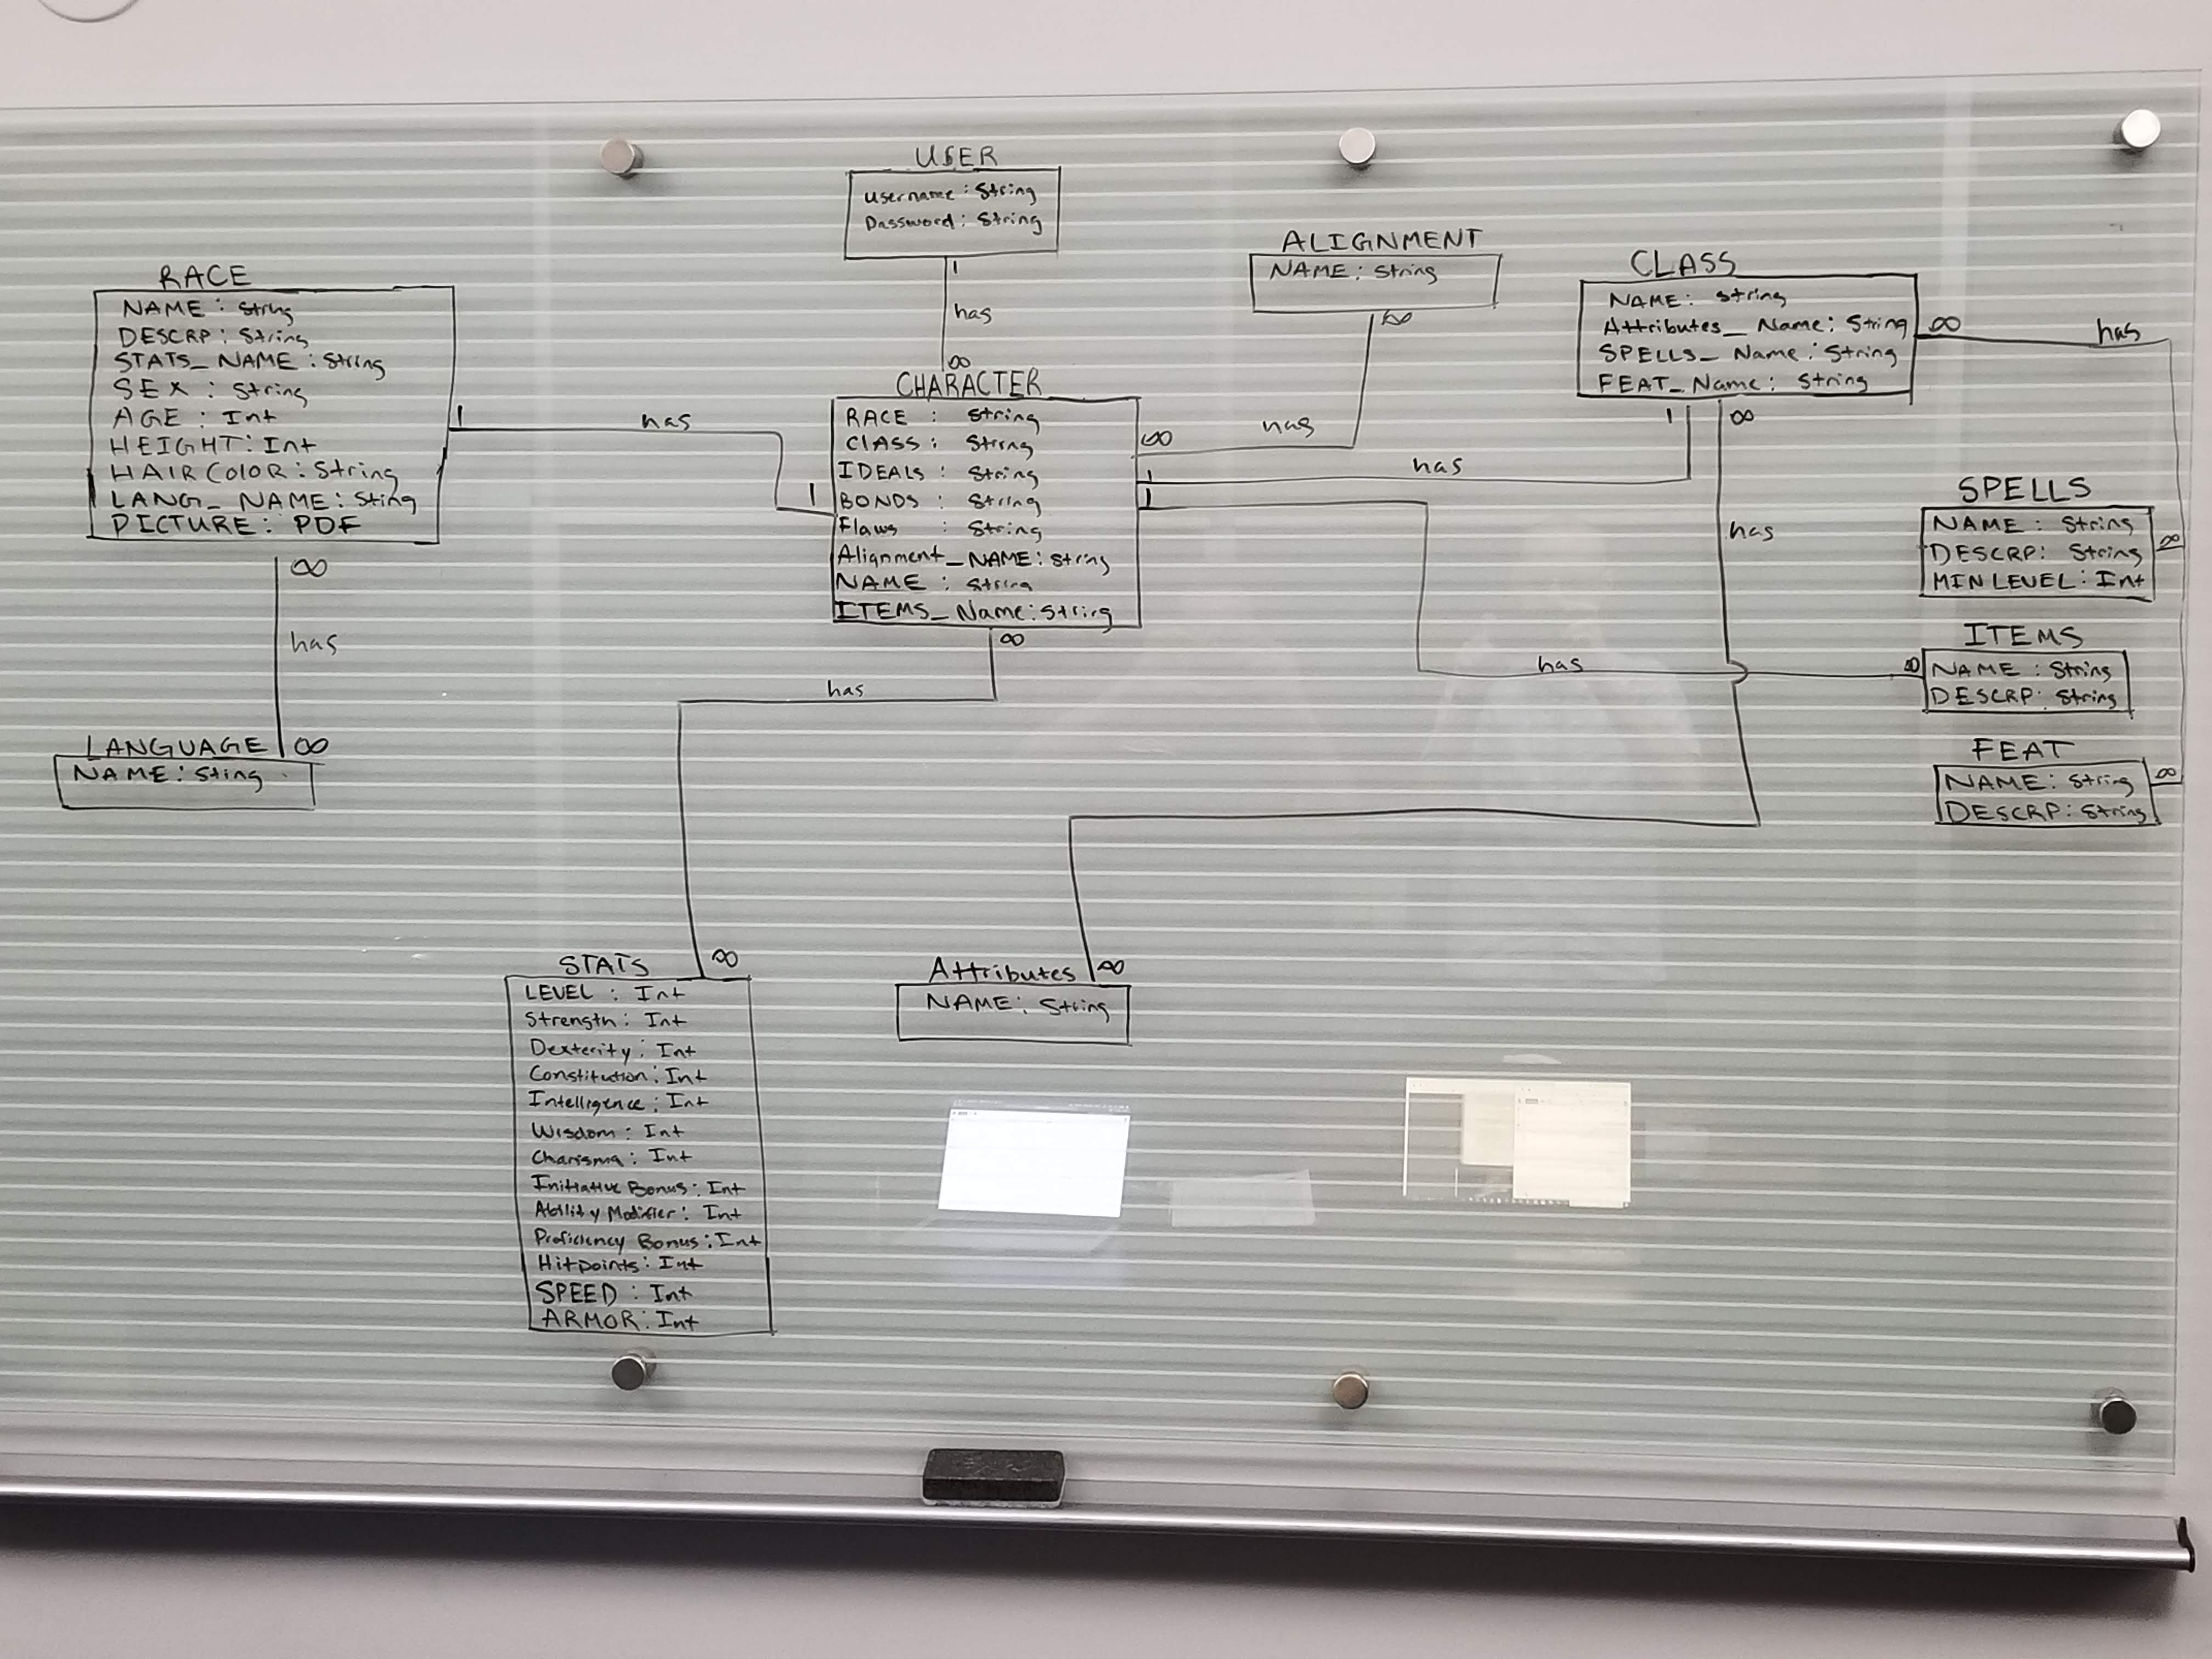 USER
Username : String
Password : String
1
has
∞
ALIGNMENT
NAME : String
∞
has
∞
CLASS
NAME : String
Attributes_ Name : String
SPELLS_ Name : String
FEAT_ Name : String
∞
has
1
∞
has
has
1
RACE
NAME : String
DESCRP : String
STATS_NAME : String
SEX : String
AGE : Int
HEIGHT : Int
HAIR COlOR : String
LANG_ NAME : Sting
PICTURE : PDF
1
has
1
CHARACTER
RACE : String
ClASS : String
IDEALS : String
BONDS : String
Flaws : String
Alignment_NAME : String
NAME : String
ITEMS_ Name : String
1
has
∞
∞
has
∞
∞
has
∞
LANGUAGE
NAME : Sting
SPELLS
NAME : String
DESCRP : String
MIN LEVEL : Int
∞
ITEMS
NAME : String
DESCRP : String
FEAT
NAME : String
DESCRP : String
∞
STATS
LEVEL : Int
Strength : Int
Dexterity : Int
Constitution : Int
Intelligence : Int
Wisdom : Int
Charisma : Int
Initiative Bonus : Int
Ability Modifier : Int
Proficiency Bonus : Int
Hitpoints : Int
SPEED : Int
ARMOR : Int
Attributes
∞
NAME : String